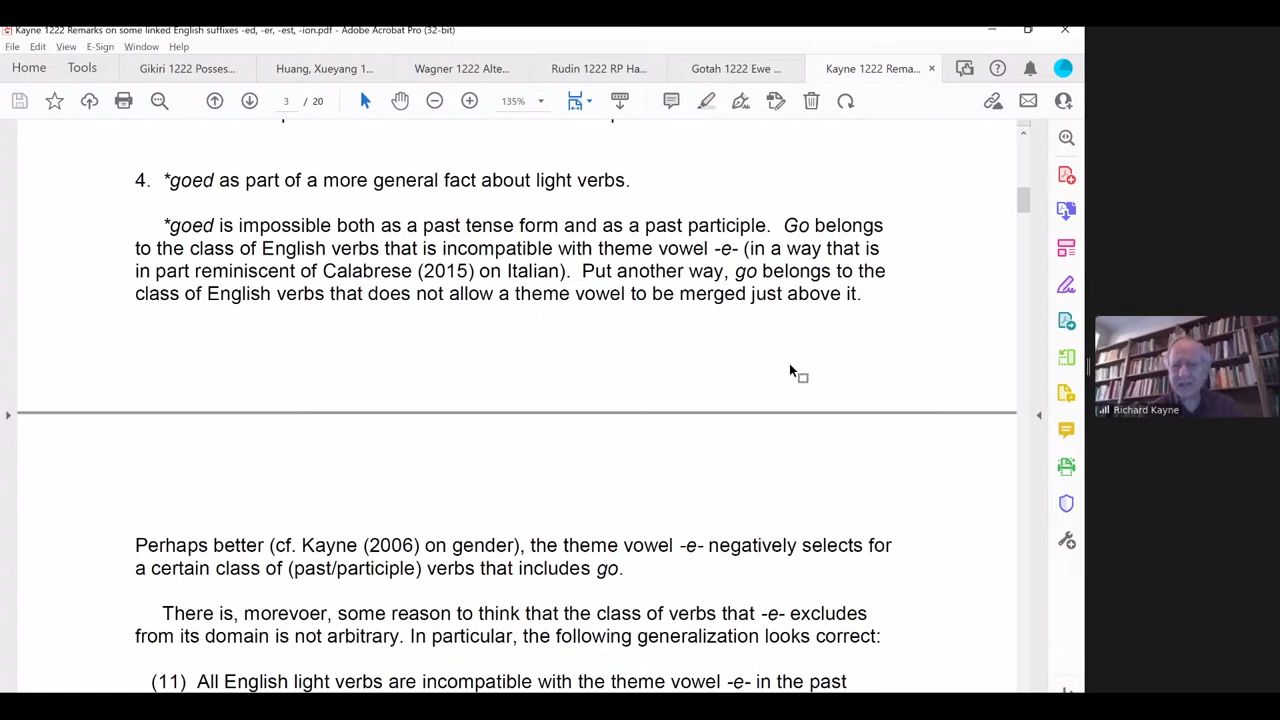 Kayne 1222 Remarks on some linked English suffixes -ed, -er, -est, -ion.pdf - Adobe Acrobat Pro (32-bit)
File Edit View E-Sign Window Help
Home Tools Gikiri 1222 Posses... Huang, Xueyang 1... Wagner 1222 Alte... Rudin 1222 RP Ha... Gotah 1222 Ewe ... Kayne 1222 Rema...
3 / 20 135%
4. *goed as part of a more general fact about light verbs.
*goed is impossible both as a past tense form and as a past participle. Go belongs
to the class of English verbs that is incompatible with theme vowel -e- (in a way that is
in part reminiscent of Calabrese (2015) on Italian). Put another way, go belongs to the
class of English verbs that does not allow a theme vowel to be merged just above it.
Richard Kayne
Perhaps better (cf. Kayne (2006) on gender), the theme vowel -e- negatively selects for
a certain class of (past/participle) verbs that includes go.
There is, morevoer, some reason to think that the class of verbs that -e- excludes
from its domain is not arbitrary. In particular, the following generalization looks correct:
(11) All English light verbs are incompatible with the theme vowel -e- in the past